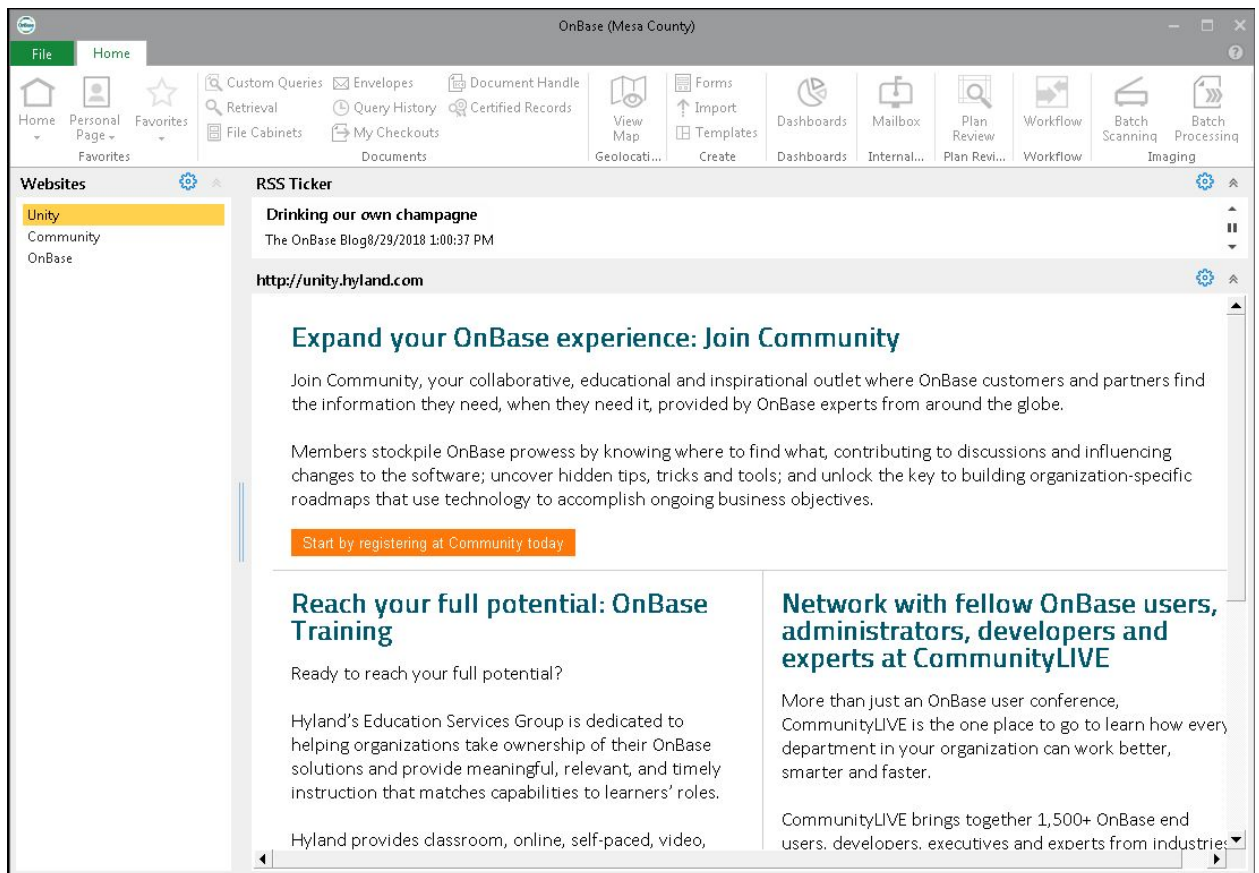 OnBase (Mesa County)
File Home
Custom Queries Envelopes Document Handle Forms
Retrieval Query History Certified Records Import
File Cabinets My Checkouts Templates
Home Personal Page Favorites View Map Dashboards Mailbox Plan Review Workflow Batch Scanning Batch Processing
Favorites Documents Geolocati... Create Dashboards Internal... Plan Revi... Workflow Imaging
Websites
Unity
Community
OnBase
RSS Ticker
Drinking our own champagne
The OnBase Blog8/29/2018 1:00:37 PM
http://unity.hyland.com
Expand your OnBase experience: Join Community
Join Community, your collaborative, educational and inspirational outlet where OnBase customers and partners find
the information they need, when they need it, provided by OnBase experts from around the globe.
Members stockpile OnBase prowess by knowing where to find what, contributing to discussions and influencing
changes to the software; uncover hidden tips, tricks and tools; and unlock the key to building organization-specific
roadmaps that use technology to accomplish ongoing business objectives.
Start by registering at Community today
Reach your full potential: OnBase
Training
Ready to reach your full potential?
Hyland's Education Services Group is dedicated to
helping organizations take ownership of their OnBase
solutions and provide meaningful, relevant, and timely
instruction that matches capabilities to learners' roles.
Hyland provides classroom, online, self-paced, video,
Network with fellow OnBase users,
administrators, developers and
experts at CommunityLIVE
More than just an OnBase user conference,
CommunityLIVE is the one place to go to learn how every
department in your organization can work better,
smarter and faster.
CommunityLIVE brings together 1,500+ OnBase end
users, developers, executives and experts from industries